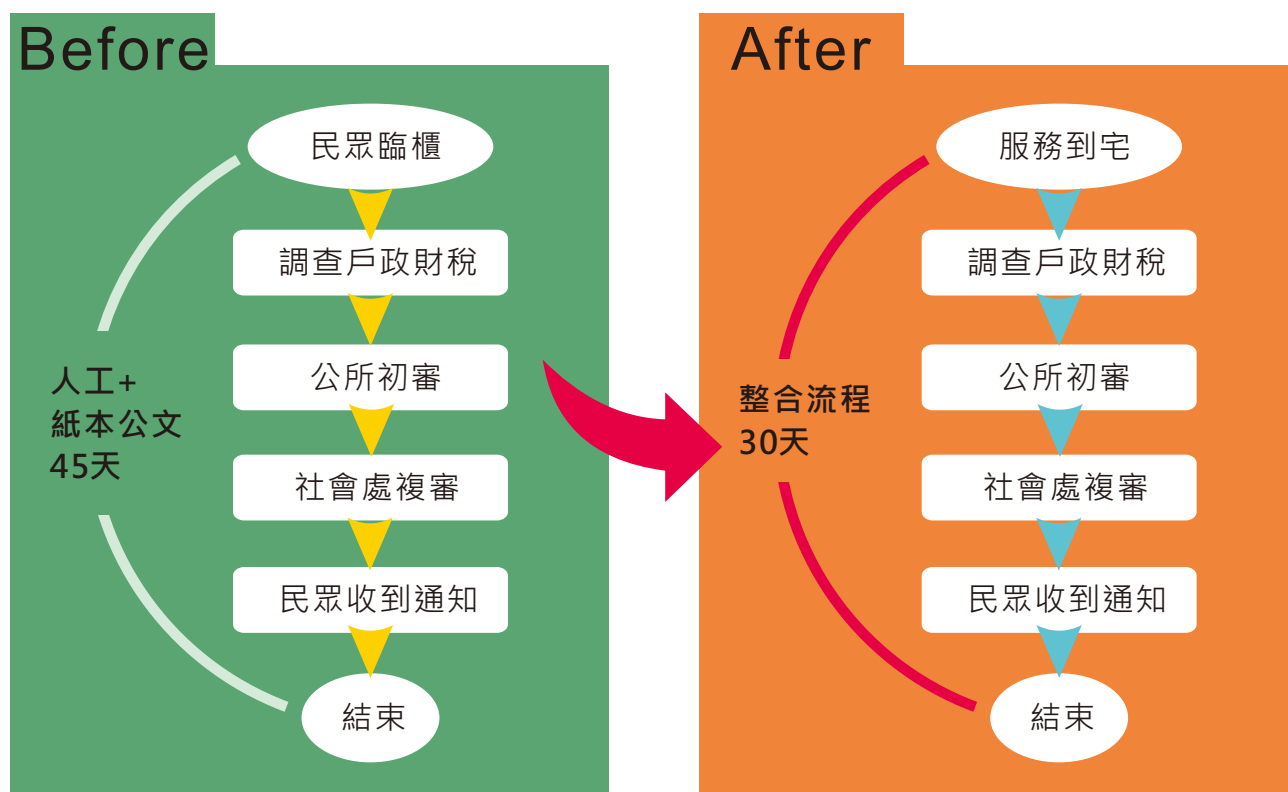 Before
民眾臨櫃
調查戶政財稅
公所初審
社會處複審
民眾收到通知
結束
人工+
紙本公文
45天
After
服務到宅
調查戶政財稅
公所初審
社會處複審
民眾收到通知
結束
整合流程
30天